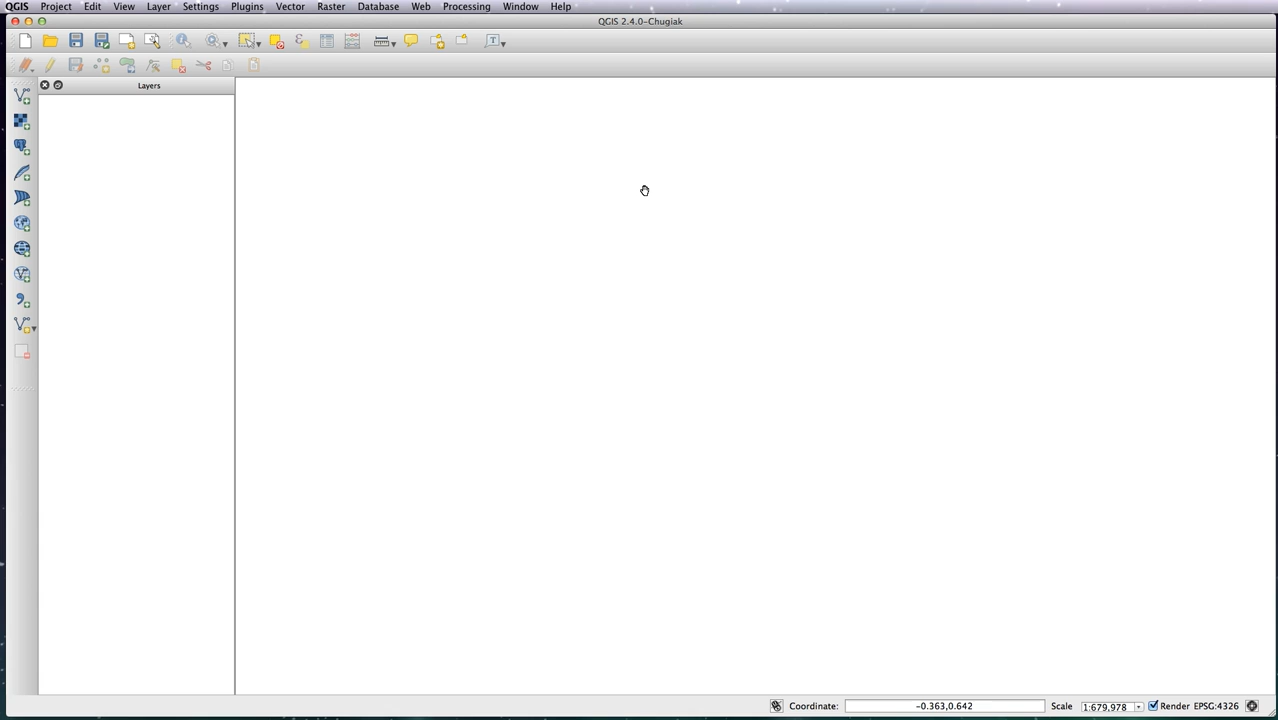 QGIS Project Edit View Layer Settings Plugins Vector Raster Database Web Processing Window Help
QGIS 2.4.0-Chugiak
Layers
Coordinate: -0.363,0.642 Scale 1:679,978 Render EPSG:4326